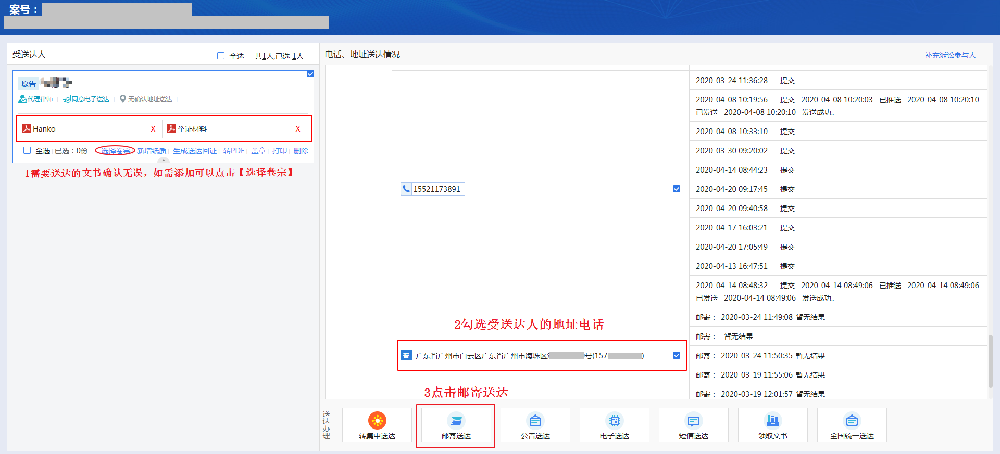 案号：
受送达人
全选 共1人,已选 1人
原告
代理律师 同意电子送达 无确认地址送达
Hanko X 举证材料 X
全选 已选：0份 选择卷宗 新增纸质 生成送达回证 转PDF 盖章 打印 删除
1需要送达的文书确认无误，如需添加可以点击【选择卷宗】
电话、地址送达情况 补充诉讼参与人
2020-03-24 11:36:28 提交
2020-04-08 10:19:56 提交 2020-04-08 10:20:03 已推送 2020-04-08 10:20:10
已发送 2020-04-08 10:20:10 发送成功。
2020-04-08 10:33:10 提交
2020-03-30 09:20:02 提交
2020-04-14 08:44:23 提交
15521173891
2020-04-20 09:17:45 提交
2020-04-20 09:40:58 提交
2020-04-17 16:03:21 提交
2020-04-20 17:05:49 提交
2020-04-13 16:47:51 提交
2020-04-14 08:48:32 提交 2020-04-14 08:49:06 已推送 2020-04-14 08:49:06
已发送 2020-04-14 08:49:06 发送成功。
2勾选受送达人的地址电话
邮寄： 2020-03-24 11:49:08 暂无结果
邮寄： 暂无结果
普 广东省广州市白云区广东省广州市海珠区 号(157 )
邮寄： 2020-03-24 11:50:35 暂无结果
邮寄： 2020-03-19 11:55:06 暂无结果
3点击邮寄送达
邮寄： 2020-03-19 12:01:57 暂无结果
送达办理
转集中送达 邮寄送达 公告送达 电子送达 短信送达 领取文书 全国统一送达